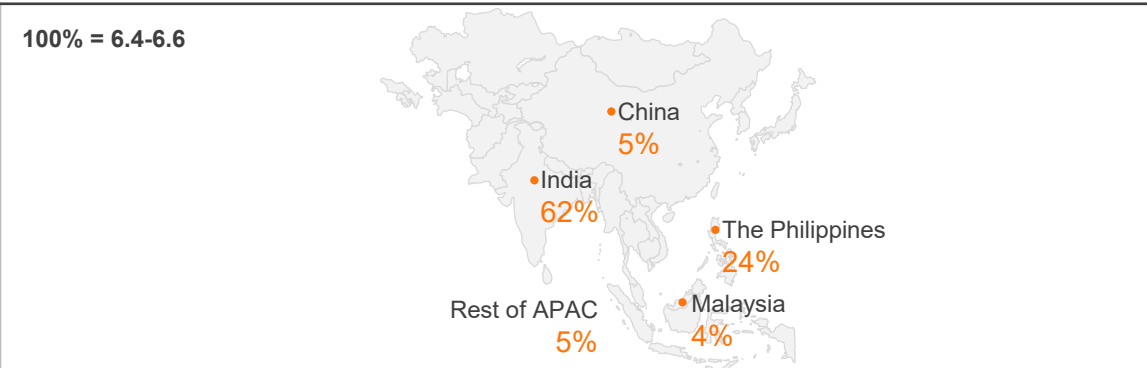 100% = 6.4-6.6
China
5%
India
62%
The Philippines
24%
Malaysia
4%
Rest of APAC
5%